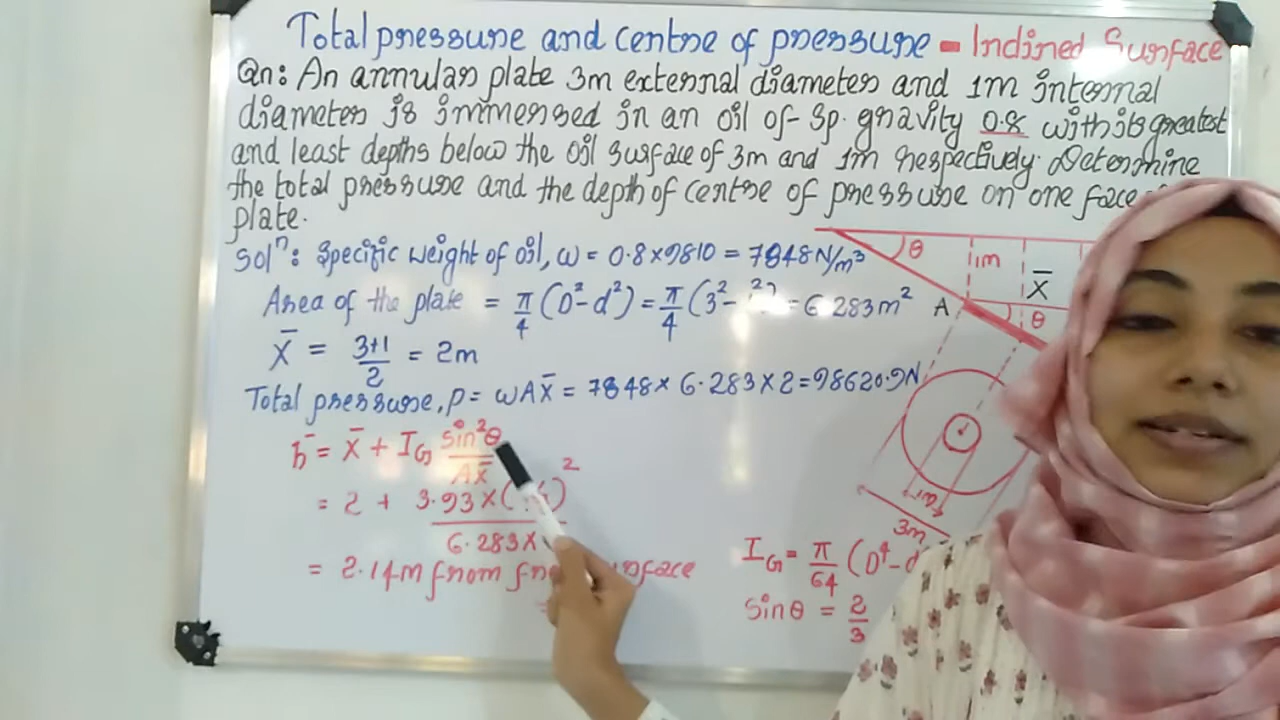 Total pressure and centre of pressure - Inclined Surface
Qn: An annular plate 3m external diameter and 1m internal
diameter is immersed in an oil of sp. gravity 0.8 with its greatest
and least depths below the oil surface of 3m and 1m respectively. Determine
the total pressure and the depth of centre of pressure on one face
plate.
Solⁿ: Specific weight of oil, ω = 0.8×9810 = 7848N/m³
Area of the plate = π/4 (D²-d²) = π/4 (3²- ²) = 6.283m²
x̄ = 3+1/2 = 2m
Total pressure, p = ωAx̄ = 7848× 6.283×2 = 98620.9N
h̄ = x̄ + IG sin²θ/Ax̄
= 2 + 3.93×( )²/6.283×
= 2.14m from
θ
1m
x̄
A
θ
1m
3m
IG = π/64 (D⁴-d
Sinθ = 2/3